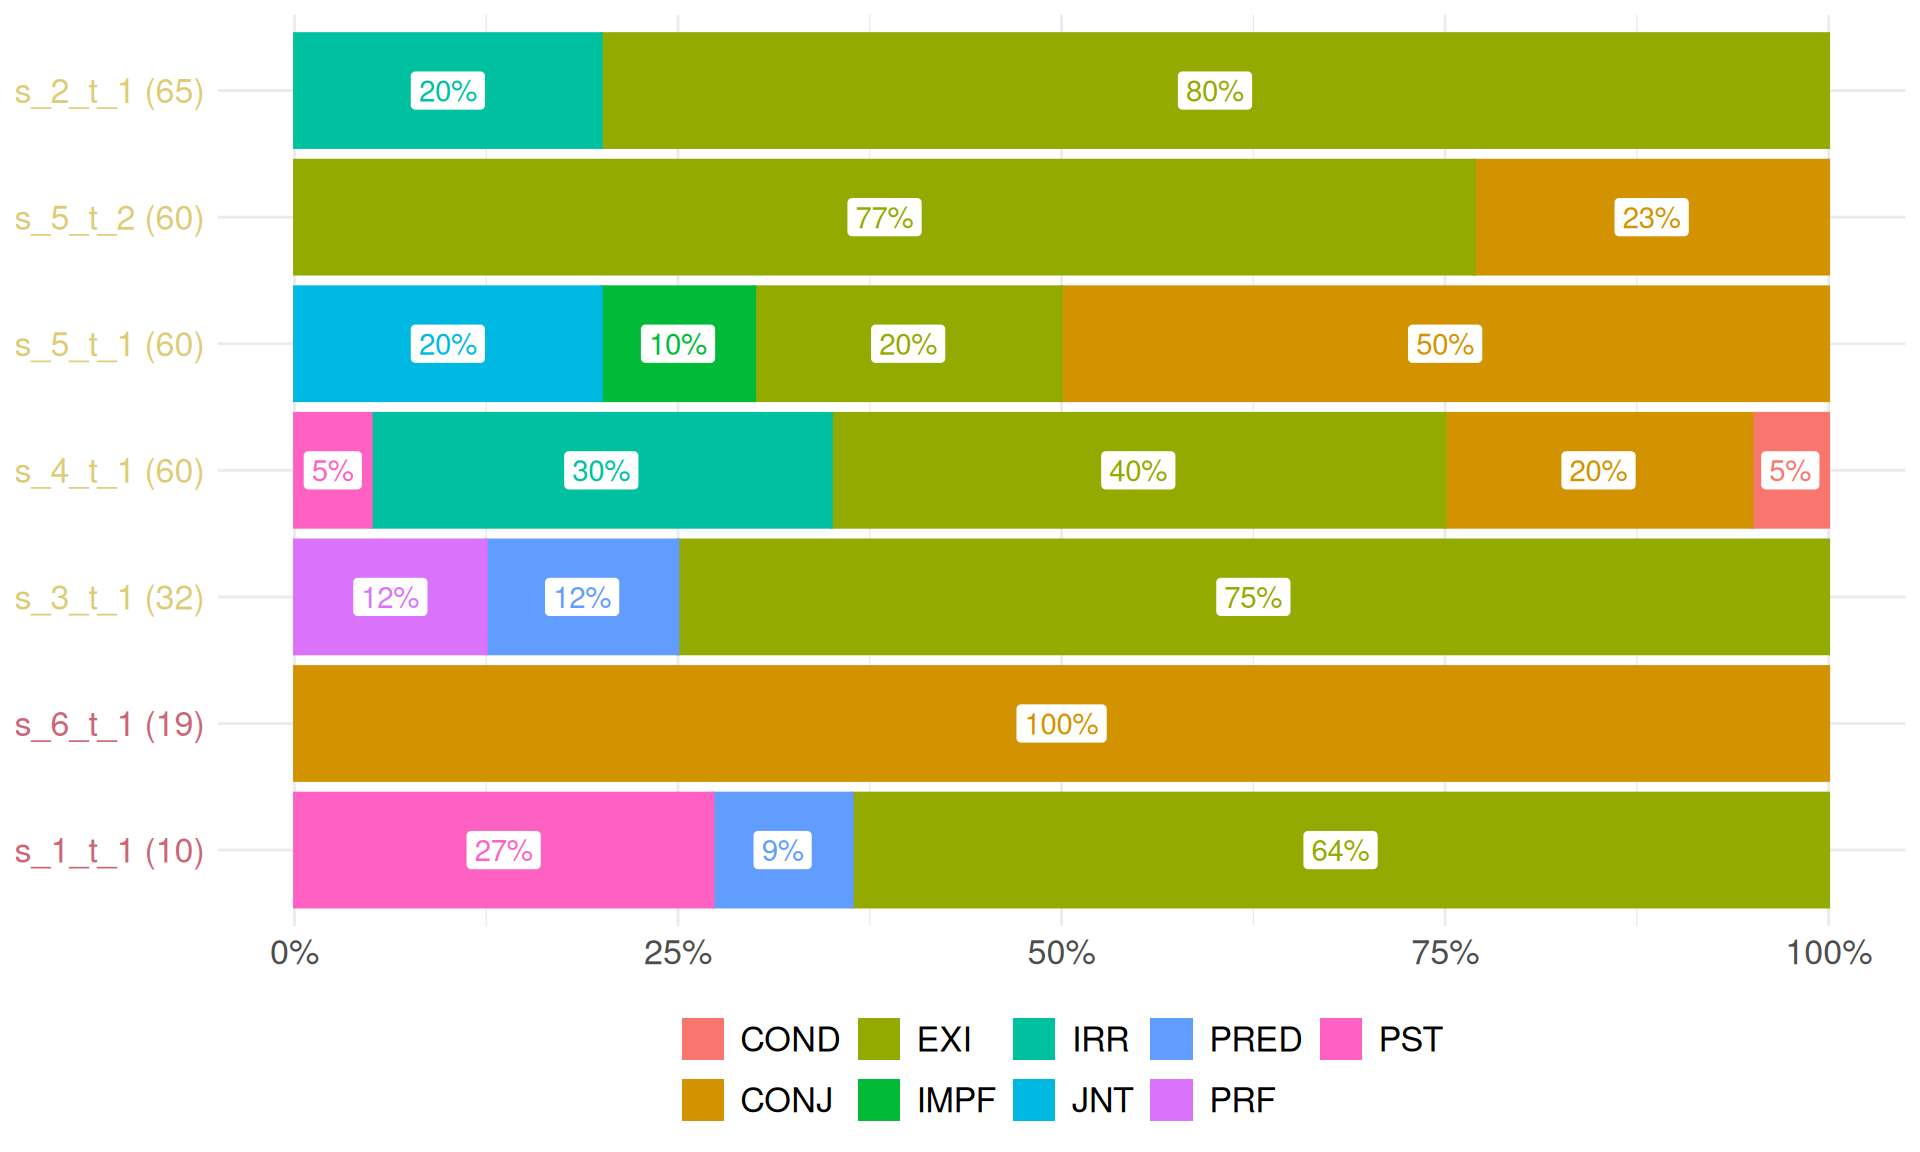 s_2_t_1 (65) 20% 80%
s_5_t_2 (60) 77% 23%
s_5_t_1 (60) 20% 10% 20% 50%
s_4_t_1 (60) 5% 30% 40% 20% 5%
s_3_t_1 (32) 12% 12% 75%
s_6_t_1 (19) 100%
s_1_t_1 (10) 27% 9% 64%
0% 25% 50% 75% 100%
COND EXI IRR PRED PST
CONJ IMPF JNT PRF